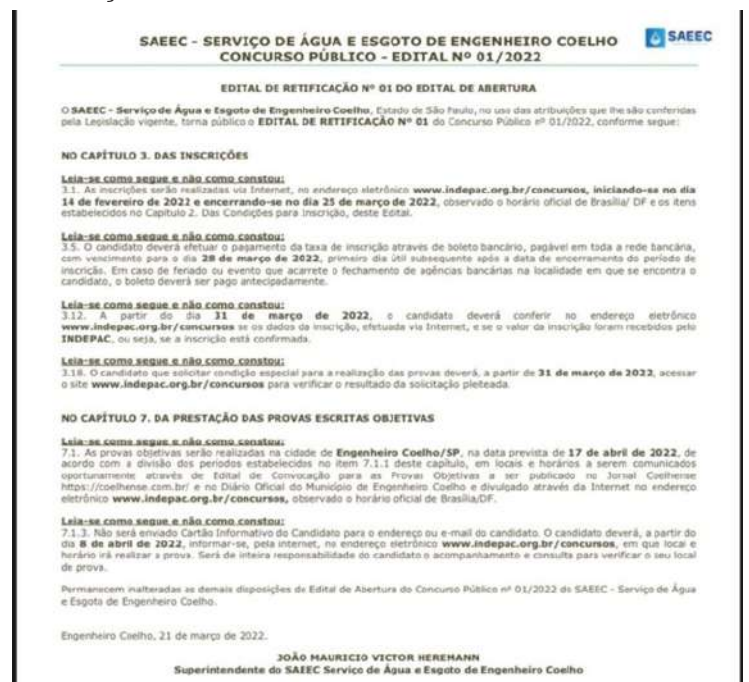 SAEEC - SERVIÇO DE ÁGUA E ESGOTO DE ENGENHEIRO COELHO
SAEEC
CONCURSO PÚBLICO - EDITAL Nº 01/2022
EDITAL DE RETIFICAÇÃO Nº 01 DO EDITAL DE ABERTURA
O SAEEC - Serviço de Água e Esgoto de Engenheiro Coelho, Estado de São Paulo, no uso das atribuições que lhe são conferidas
pela Legislação vigente, torna público o EDITAL DE RETIFICAÇÃO Nº 01 do Concurso Público nº 01/2022, conforme segue:
NO CAPÍTULO 3. DAS INSCRIÇÕES
Leia-se como segue e não como constou:
3.1. As inscrições serão realizadas via Internet, no endereço eletrônico www.indepac.org.br/concursos, iniciando-se no dia
14 de fevereiro de 2022 e encerrando-se no dia 25 de março de 2022, observado o horário oficial de Brasília/ DF e os itens
estabelecidos no Capítulo 2. Das Condições para Inscrição, deste Edital.
Leia-se como segue e não como constou:
3.5. O candidato deverá efetuar o pagamento da taxa de inscrição através de boleto bancário, pagável em toda a rede bancária,
com vencimento para o dia 28 de março de 2022, primeiro dia útil subsequente após a data de encerramento do período de
inscrição. Em caso de feriado ou evento que acarrete o fechamento de agências bancárias na localidade em que se encontra o
candidato, o boleto deverá ser pago antecipadamente.
Leia-se como segue e não como constou:
3.12. A partir do dia 31 de março de 2022, o candidato deverá conferir no endereço eletrônico
www.indepac.org.br/concursos se os dados da inscrição, efetuada via Internet, e se o valor da inscrição foram recebidos pelo
INDEPAC, ou seja, se a inscrição está confirmada.
Leia-se como segue e não como constou:
3.18. O candidato que solicitar condição especial para a realização das provas deverá, a partir de 31 de março de 2022, acessar
o site www.indepac.org.br/concursos para verificar o resultado da solicitação pleiteada.
NO CAPÍTULO 7. DA PRESTAÇÃO DAS PROVAS ESCRITAS OBJETIVAS
Leia-se como segue e não como constou:
7.1. As provas objetivas serão realizadas na cidade de Engenheiro Coelho/SP, na data prevista de 17 de abril de 2022, de
acordo com a divisão dos períodos estabelecidos no item 7.1.1 deste capítulo, em locais e horários a serem comunicados
oportunamente através de Edital de Convocação para as Provas Objetivas a ser publicado no Jornal Coelhense
https://coelhense.com.br/ e no Diário Oficial do Município de Engenheiro Coelho e divulgado através da Internet no endereço
eletrônico www.indepac.org.br/concursos, observado o horário oficial de Brasília/DF.
Leia-se como segue e não como constou:
7.1.3. Não será enviado Cartão Informativo do Candidato para o endereço ou e-mail do candidato. O candidato deverá, a partir do
dia 8 de abril de 2022, informar-se, pela internet, no endereço eletrônico www.indepac.org.br/concursos, em que local e
horário irá realizar a prova. Será de inteira responsabilidade do candidato o acompanhamento e consulta para verificar o seu local
de prova.
Permanecem inalteradas as demais disposições do Edital de Abertura do Concurso Público nº 01/2022 do SAEEC - Serviço de Água
e Esgoto de Engenheiro Coelho.
Engenheiro Coelho, 21 de março de 2022.
JOÃO MAURICIO VICTOR HEREMANN
Superintendente do SAEEC Serviço de Água e Esgoto de Engenheiro Coelho